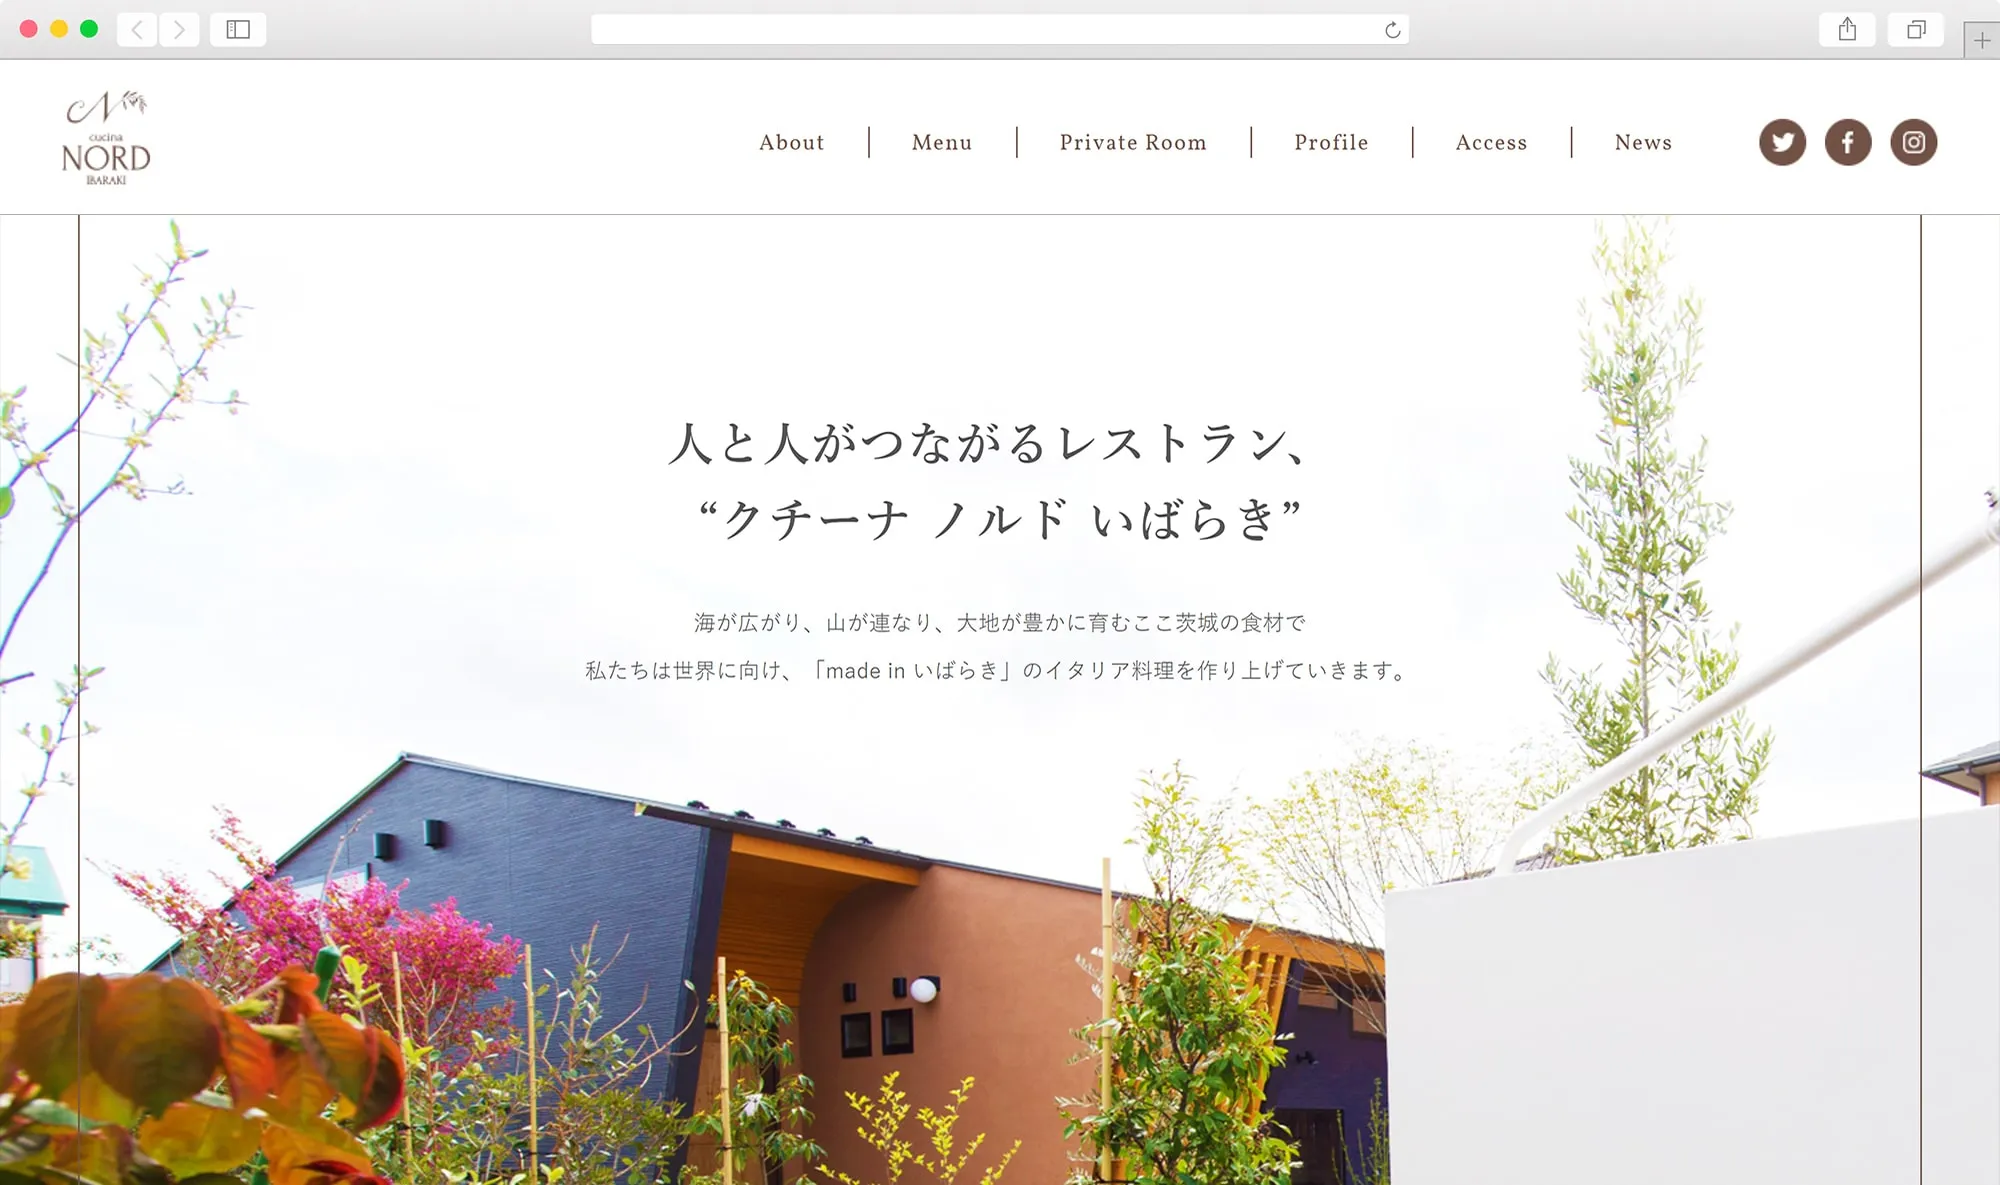 cucina
NORD
IBARAKI
About
Menu
Private Room
Profile
Access
News
人と人がつながるレストラン、
“クチーナ ノルド いばらき”
海が広がり、山が連なり、大地が豊かに育むここ茨城の食材で
私たちは世界に向け、「made in いばらき」のイタリア料理を作り上げていきます。